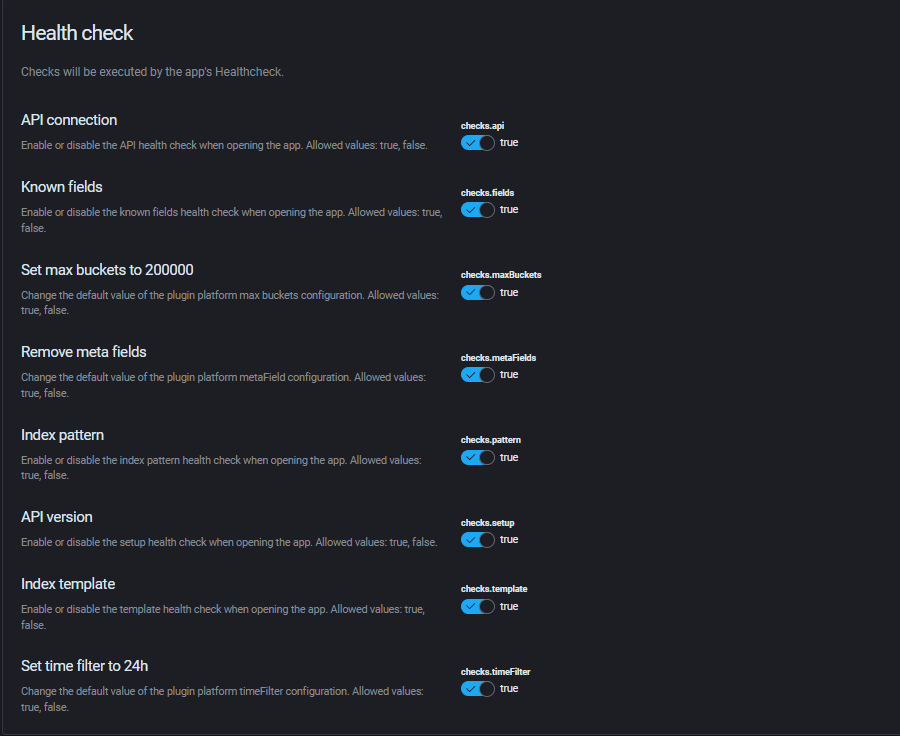 Health check
Checks will be executed by the app's Healthcheck.
API connection
Enable or disable the API health check when opening the app. Allowed values: true, false.
checks.api
true
Known fields
Enable or disable the known fields health check when opening the app. Allowed values: true,
false.
checks.fields
true
Set max buckets to 200000
Change the default value of the plugin platform max buckets configuration. Allowed values:
true, false.
checks.maxBuckets
true
Remove meta fields
Change the default value of the plugin platform metaField configuration. Allowed values:
true, false.
checks.metaFields
true
Index pattern
Enable or disable the index pattern health check when opening the app. Allowed values:
true, false.
checks.pattern
true
API version
Enable or disable the setup health check when opening the app. Allowed values: true, false.
checks.setup
true
Index template
Enable or disable the template health check when opening the app. Allowed values: true,
false.
checks.template
true
Set time filter to 24h
Change the default value of the plugin platform timeFilter configuration. Allowed values:
true, false.
checks.timeFilter
true